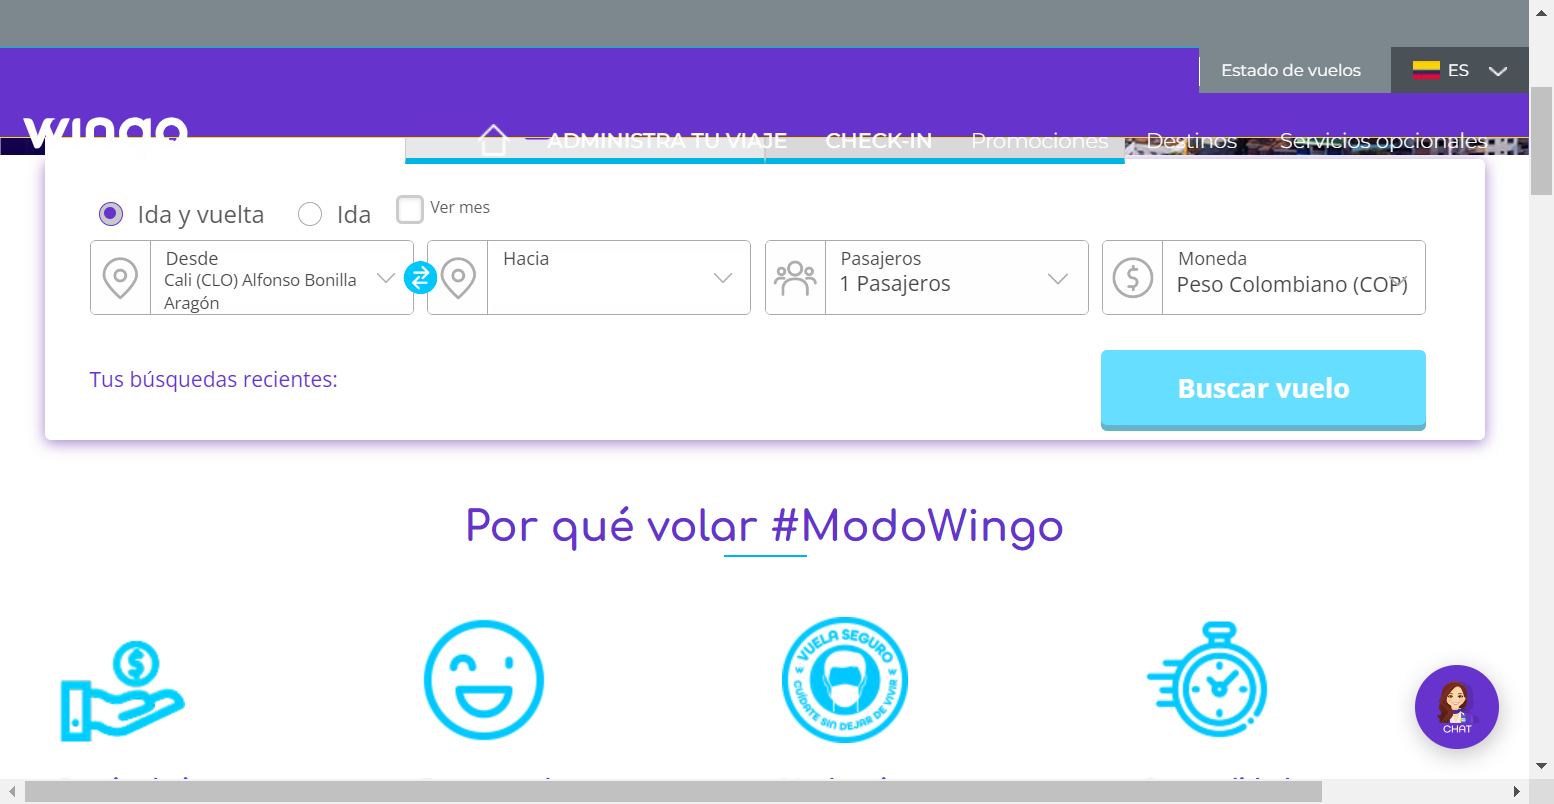 Estado de vuelos
ES
wingo
ADMINISTRA TU VIAJE
CHECK-IN
Promociones
Destinos
Servicios opcionales
Ida y vuelta
Ida
Ver mes
Desde
Cali (CLO) Alfonso Bonilla
Aragón
Hacia
Pasajeros
1 Pasajeros
Moneda
Peso Colombiano (COP)
Tus búsquedas recientes:
Buscar vuelo
Por qué volar #ModoWingo
VUELA SEGURO
CUÍDATE SIN DEJAR DE VIVIR
CHAT